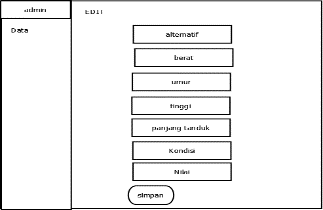 admin
EDIT
Data
alternatif
berat
umur
tinggi
panjang tanduk
Kondisi
Nilai
simpan